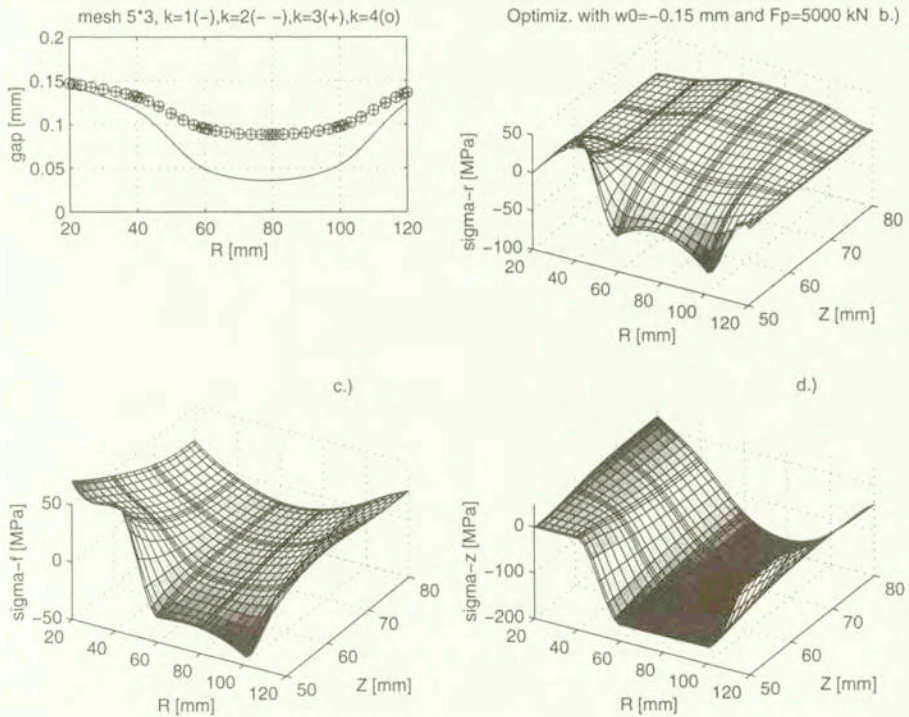 mesh 5*3, k=1(-),k=2(- -),k=3(+),k=4(o)
0.2
0.15
0.1
0.05
0
gap [mm]
20 40 60 80 100 120
R [mm]
Optimiz. with w0=-0.15 mm and Fp=5000 kN b.)
50
0
-50
-100
sigma-r [MPa]
20 40 60 80 100 120
R [mm]
50 60 70 80
Z [mm]
c.)
50
0
-50
sigma-f [MPa]
20 40 60 80 100 120
R [mm]
50 60 70 80
Z [mm]
d.)
0
-100
-200
sigma-z [MPa]
20 40 60 80 100 120
R [mm]
50 60 70 80
Z [mm]